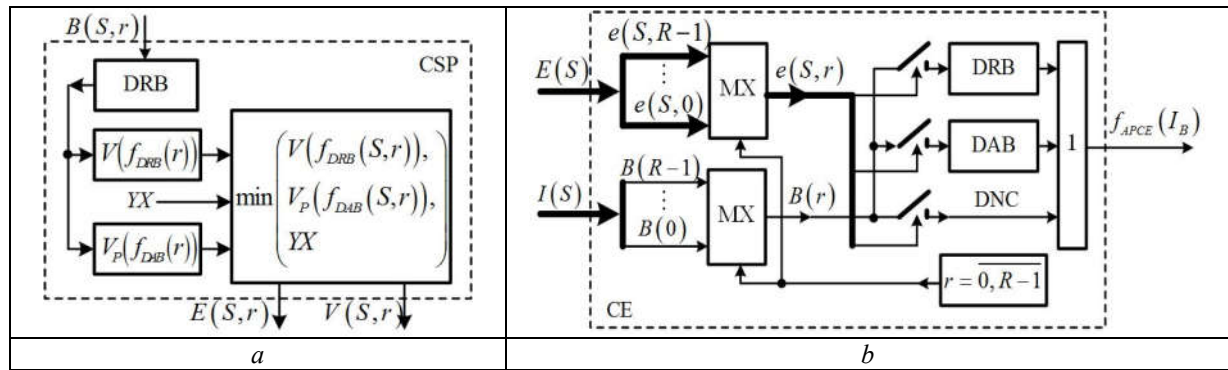 B(S,r)
CSP
DRB
V(f_DRB(r))
YX
V_P(f_DAB(r))
min
V(f_DRB(S,r)),
V_P(f_DAB(S,r)),
YX
E(S,r)
V(S,r)
a
e(S,R−1)
E(S)
⋮
e(S,0)
MX
e(S,r)
DRB
DAB
1
f_APCE(I_B)
B(R−1)
I(S)
⋮
B(0)
MX
B(r)
DNC
r = 0, R−1
CE
b